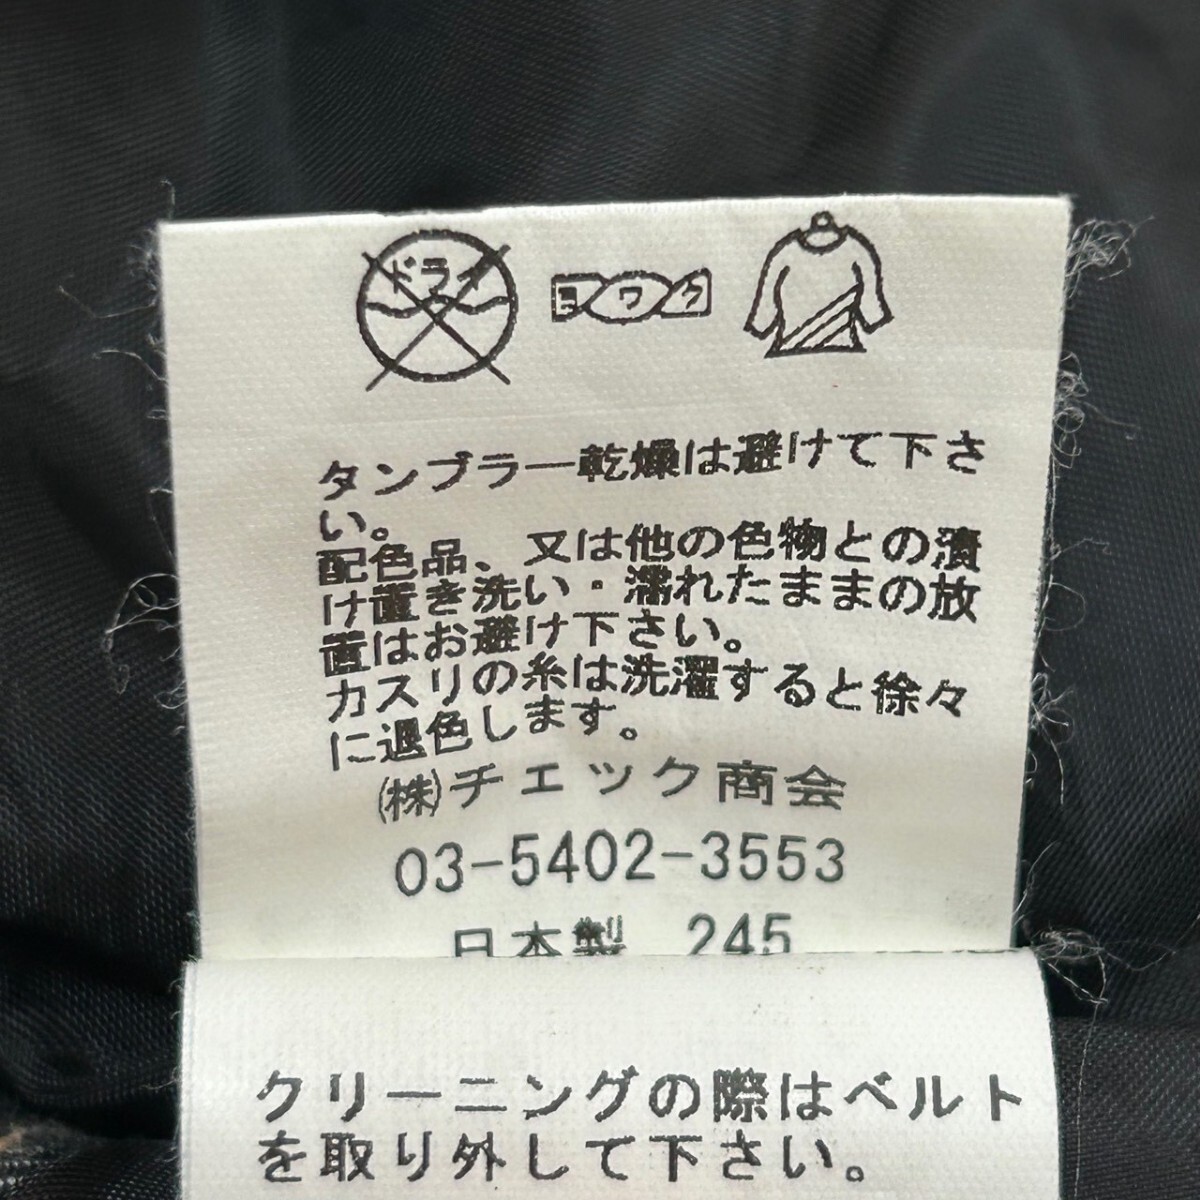 ドライ
ヨワク
タンブラー乾燥は避けて下さ
い。
配色品、又は他の色物との漬
け置き洗い・濡れたままの放
置はお避け下さい。
カスリの糸は洗濯すると徐々
に退色します。
㈱チェック商会
03-5402-3553
日本製 245
クリーニングの際はベルト
を取り外して下さい。